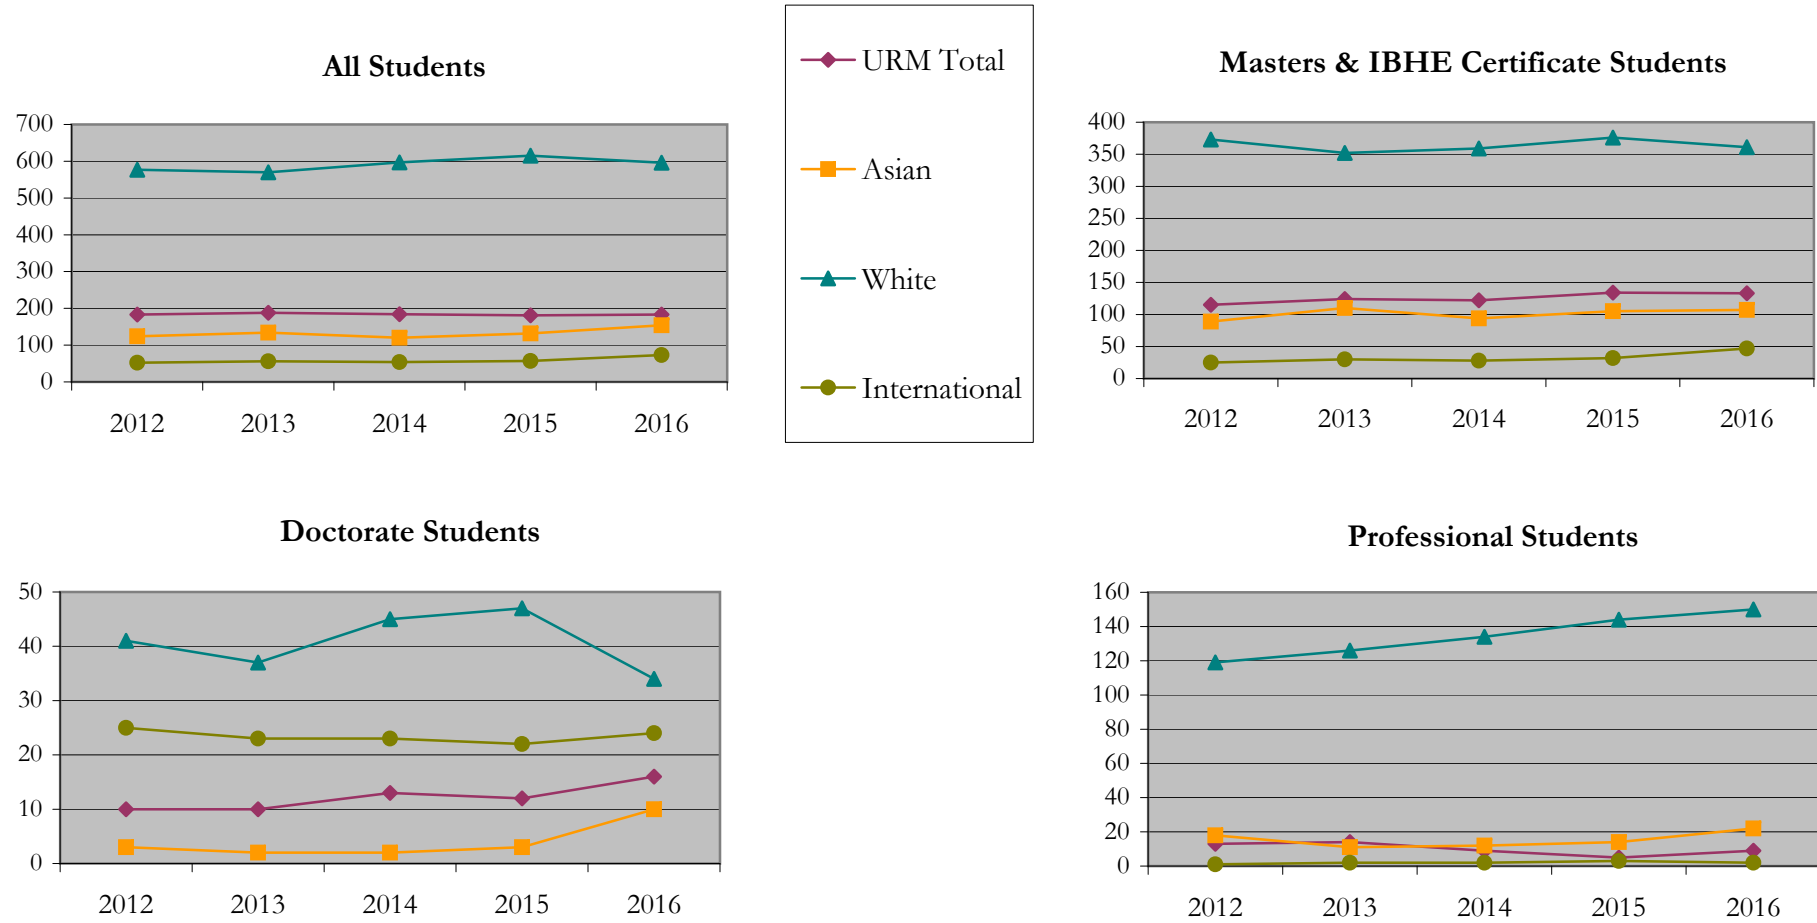 All Students
700
600
500
400
300
200
100
0
2012 2013 2014 2015 2016
URM Total
Asian
White
International
Masters & IBHE Certificate Students
400
350
300
250
200
150
100
50
0
2012 2013 2014 2015 2016
Doctorate Students
50
40
30
20
10
0
2012 2013 2014 2015 2016
Professional Students
160
140
120
100
80
60
40
20
0
2012 2013 2014 2015 2016